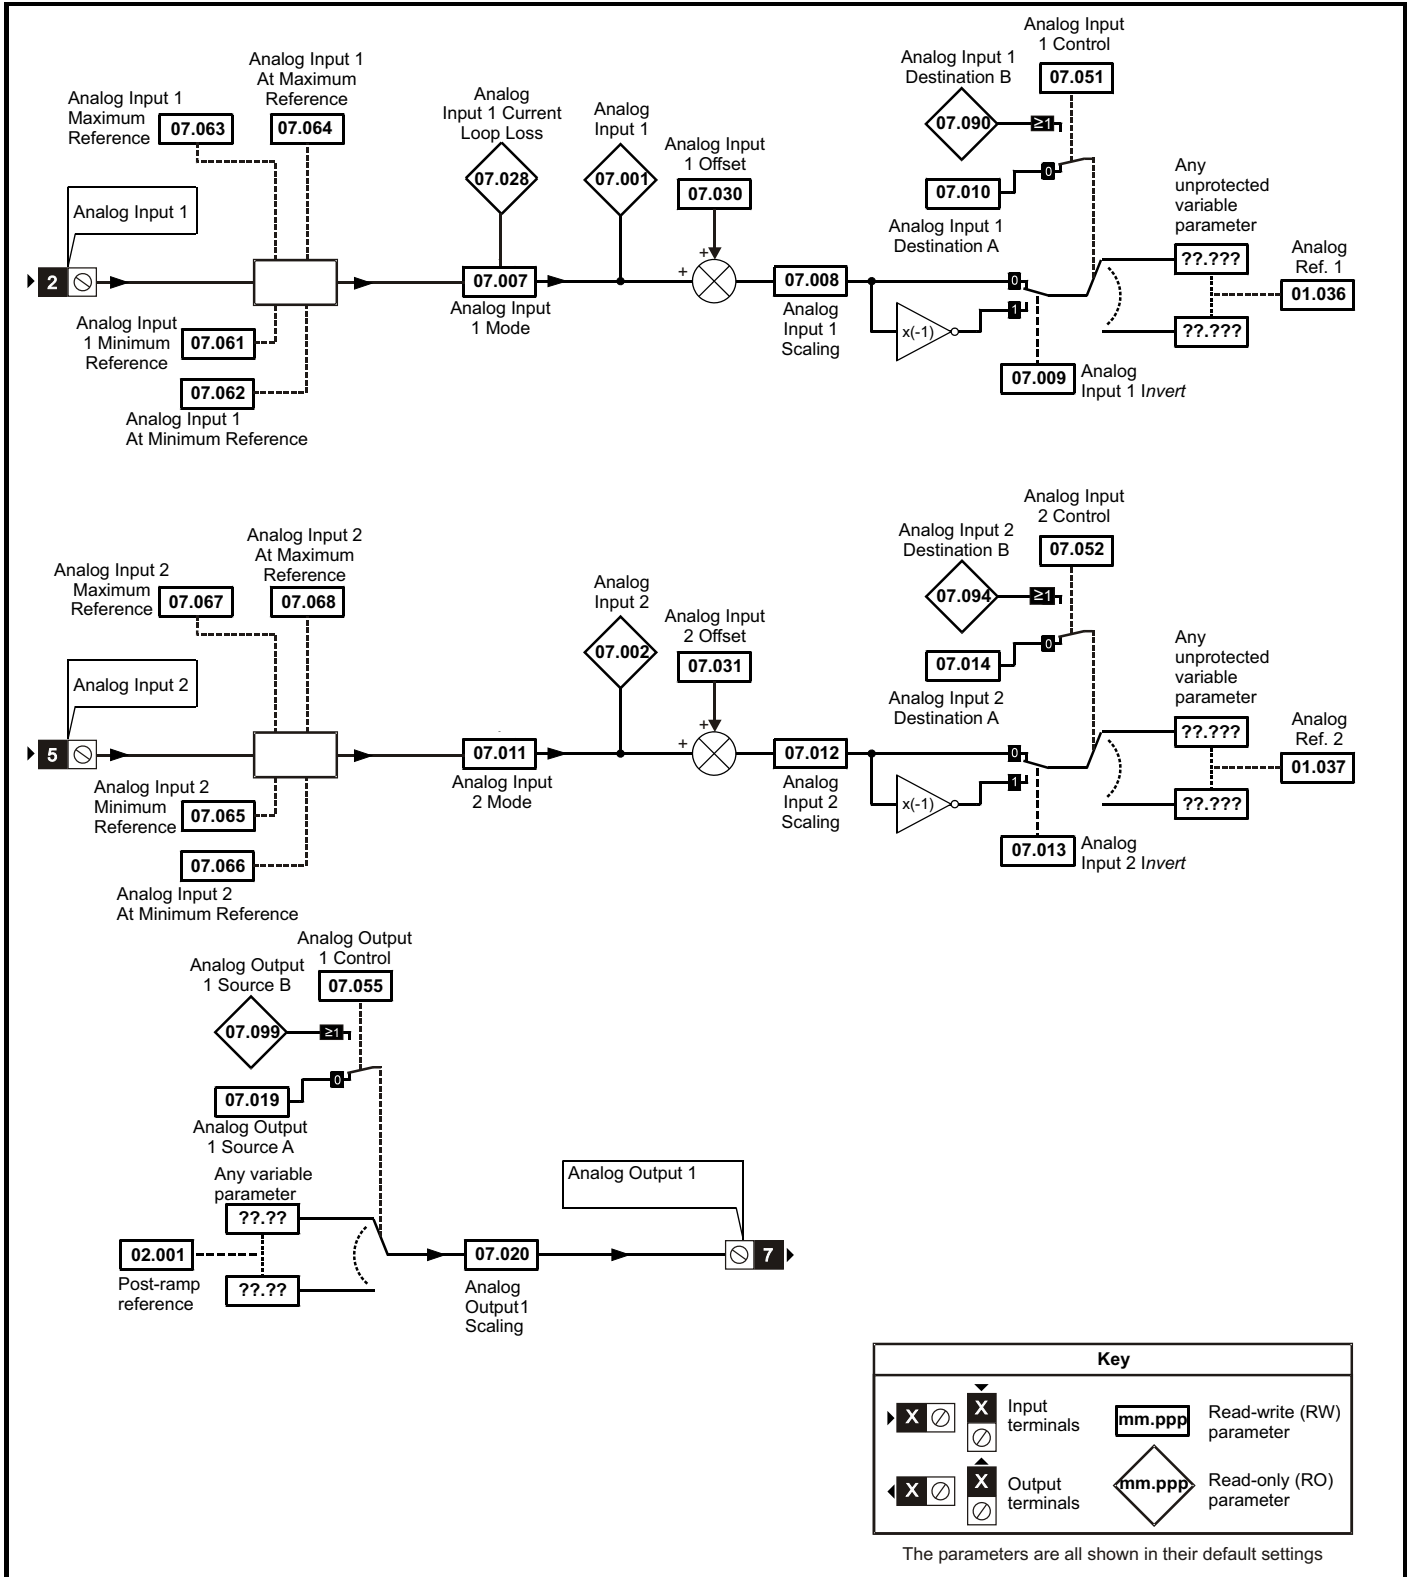 Analog Input 1
Maximum
Reference
07.063
Analog Input 1
At Maximum
Reference
07.064
Analog
Input 1 Current
Loop Loss
07.028
Analog
Input 1
07.001
Analog Input
1 Offset
07.030
Analog Input 1
Destination B
07.090
≥1
Analog Input
1 Control
07.051
0
07.010
Analog Input 1
Destination A
Any
unprotected
variable
parameter
??.???
??.???
Analog
Ref. 1
01.036
Analog Input 1
2
07.007
Analog Input
1 Mode
+
+
07.008
Analog
Input 1
Scaling
x(-1)
0
1
07.009
Analog
Input 1 Invert
Analog Input
1 Minimum
Reference
07.061
07.062
Analog Input 1
At Minimum Reference
Analog Input 2
Maximum
Reference
07.067
Analog Input 2
At Maximum
Reference
07.068
Analog
Input 2
07.002
Analog Input
2 Offset
07.031
Analog Input 2
Destination B
07.094
≥1
Analog Input
2 Control
07.052
0
07.014
Analog Input 2
Destination A
Any
unprotected
variable
parameter
??.???
??.???
Analog
Ref. 2
01.037
Analog Input 2
5
07.011
Analog Input
2 Mode
+
+
07.012
Analog
Input 2
Scaling
x(-1)
0
1
07.013
Analog
Input 2 Invert
Analog Input 2
Minimum
Reference
07.065
07.066
Analog Input 2
At Minimum Reference
Analog Output
1 Control
07.055
Analog Output
1 Source B
07.099
≥1
0
07.019
Analog Output
1 Source A
Any variable
parameter
??.??
02.001
Post-ramp
reference
??.??
07.020
Analog
Output1
Scaling
Analog Output 1
7
Key
X
X
Input
terminals
mm.ppp
Read-write (RW)
parameter
X
X
Output
terminals
mm.ppp
Read-only (RO)
parameter
The parameters are all shown in their default settings